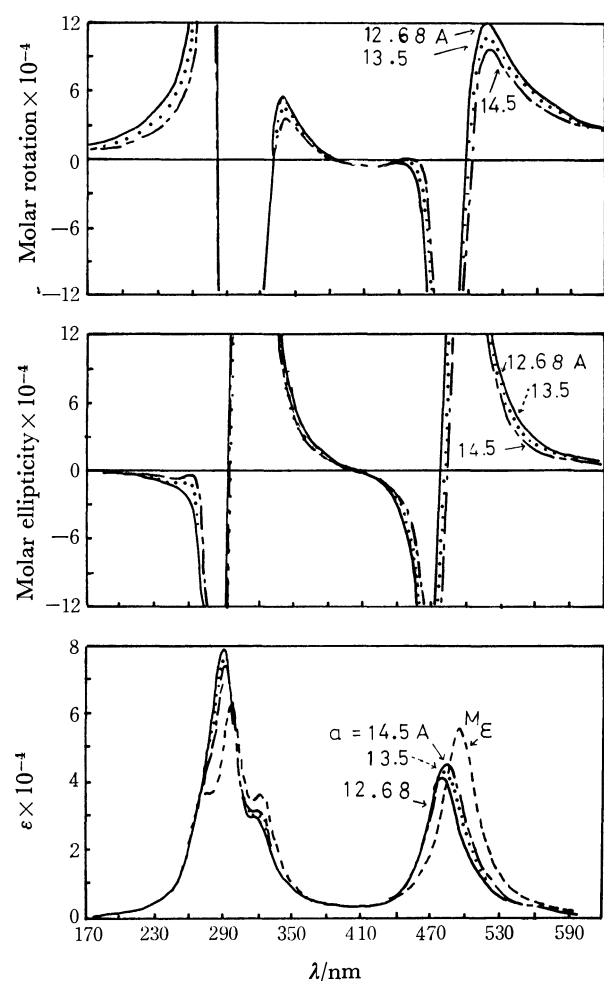 Molar rotation × 10⁻⁴
12
6
0
−6
−12
12.68 A
13.5
14.5
Molar ellipticity × 10⁻⁴
12
6
0
−6
−12
12.68 A
13.5
14.5
ε × 10⁻⁴
8
6
4
2
0
a = 14.5 A
13.5
12.68
M
ε
170 230 290 350 410 470 530 590
λ/nm